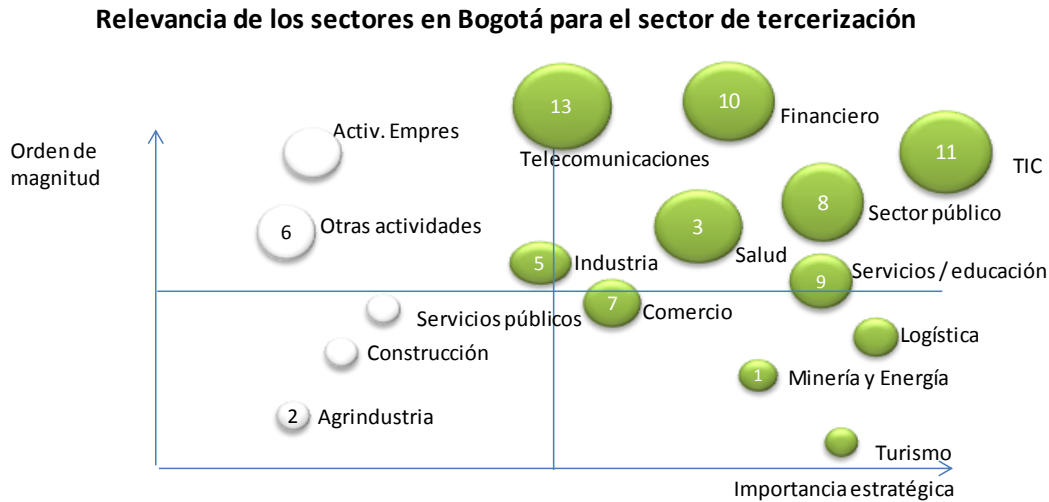 Relevancia de los sectores en Bogotá para el sector de tercerización
Orden de
magnitud
Activ. Empres
13
Telecomunicaciones
10
Financiero
11
TIC
6
Otras actividades
5
Industria
3
Salud
8
Sector público
9
Servicios / educación
Servicios públicos
7
Comercio
Logística
Construcción
1
Minería y Energía
2
Agrindustria
Turismo
Importancia estratégica